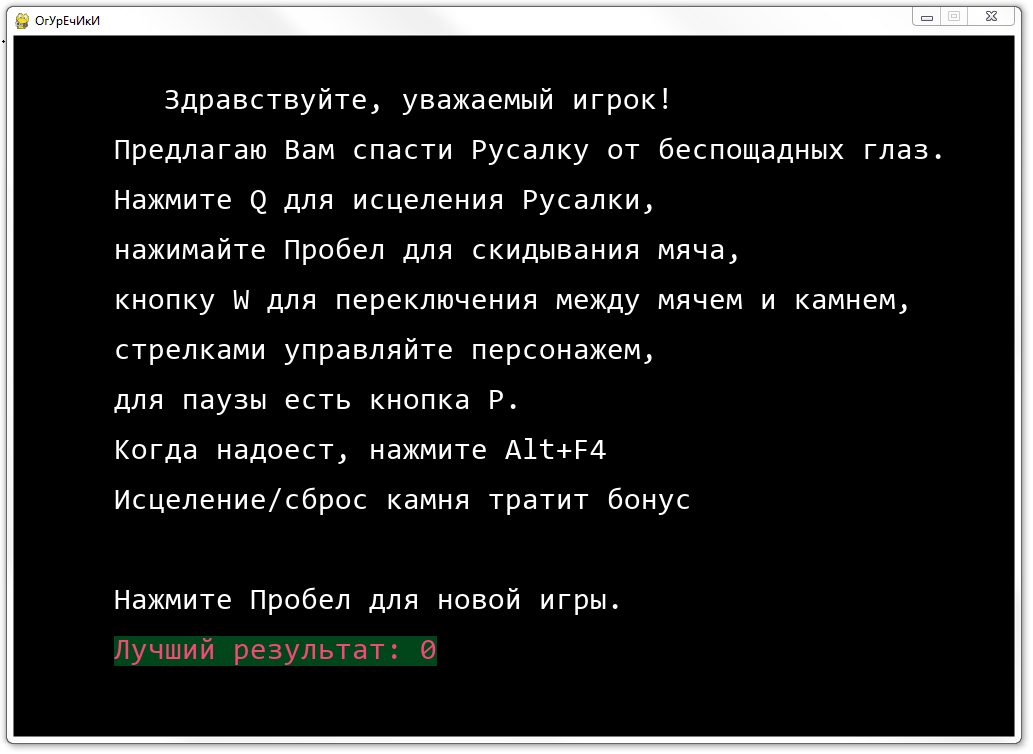 ОгУрЕчИкИ
Здравствуйте, уважаемый игрок!
Предлагаю Вам спасти Русалку от беспощадных глаз.
Нажмите Q для исцеления Русалки,
нажимайте Пробел для скидывания мяча,
кнопку W для переключения между мячем и камнем,
стрелками управляйте персонажем,
для паузы есть кнопка P.
Когда надоест, нажмите Alt+F4
Исцеление/сброс камня тратит бонус
Нажмите Пробел для новой игры.
Лучший результат: 0